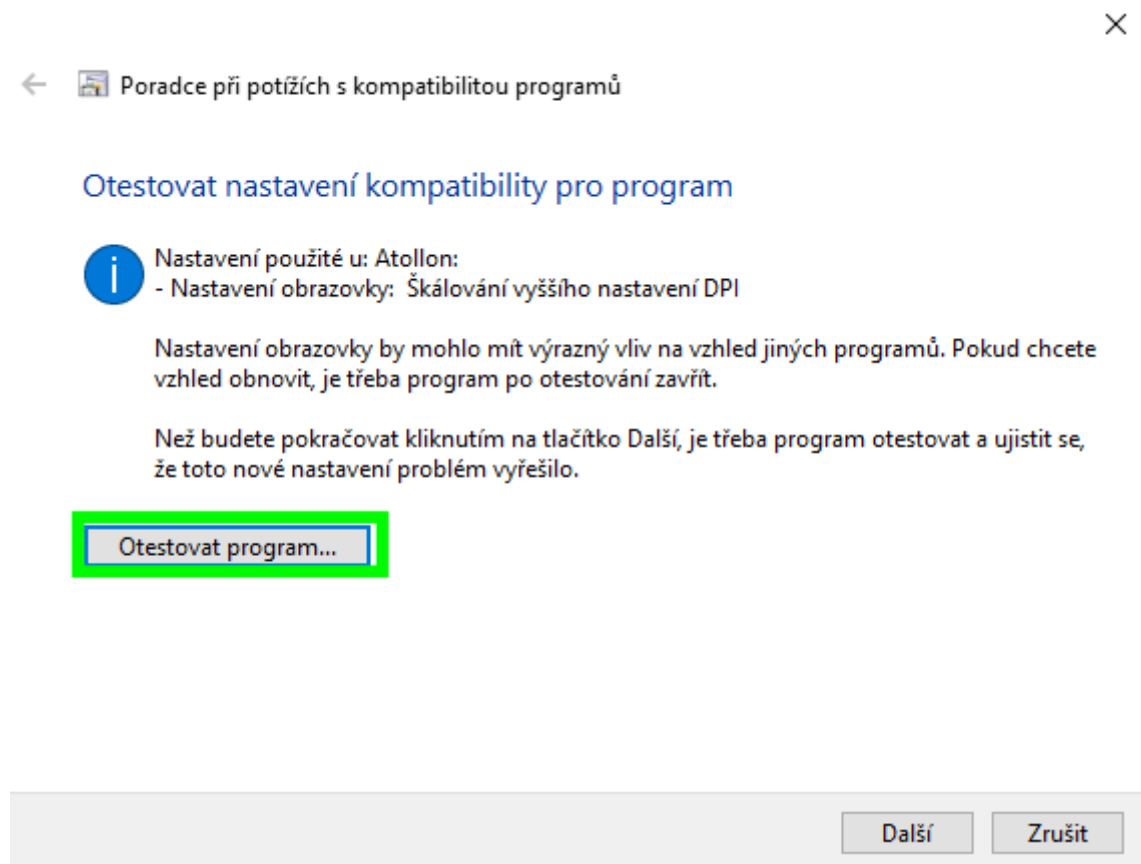 Poradce při potížích s kompatibilitou programů
Otestovat nastavení kompatibility pro program
Nastavení použité u: Atollon:
- Nastavení obrazovky: Škálování vyššího nastavení DPI
Nastavení obrazovky by mohlo mít výrazný vliv na vzhled jiných programů. Pokud chcete
vzhled obnovit, je třeba program po otestování zavřít.
Než budete pokračovat kliknutím na tlačítko Další, je třeba program otestovat a ujistit se,
že toto nové nastavení problém vyřešilo.
Otestovat program...
Další
Zrušit